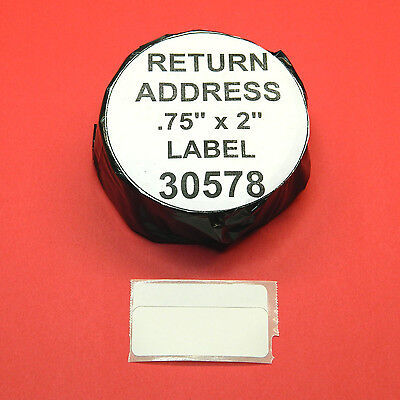 RETURN
ADDRESS
.75" x 2"
LABEL
30578